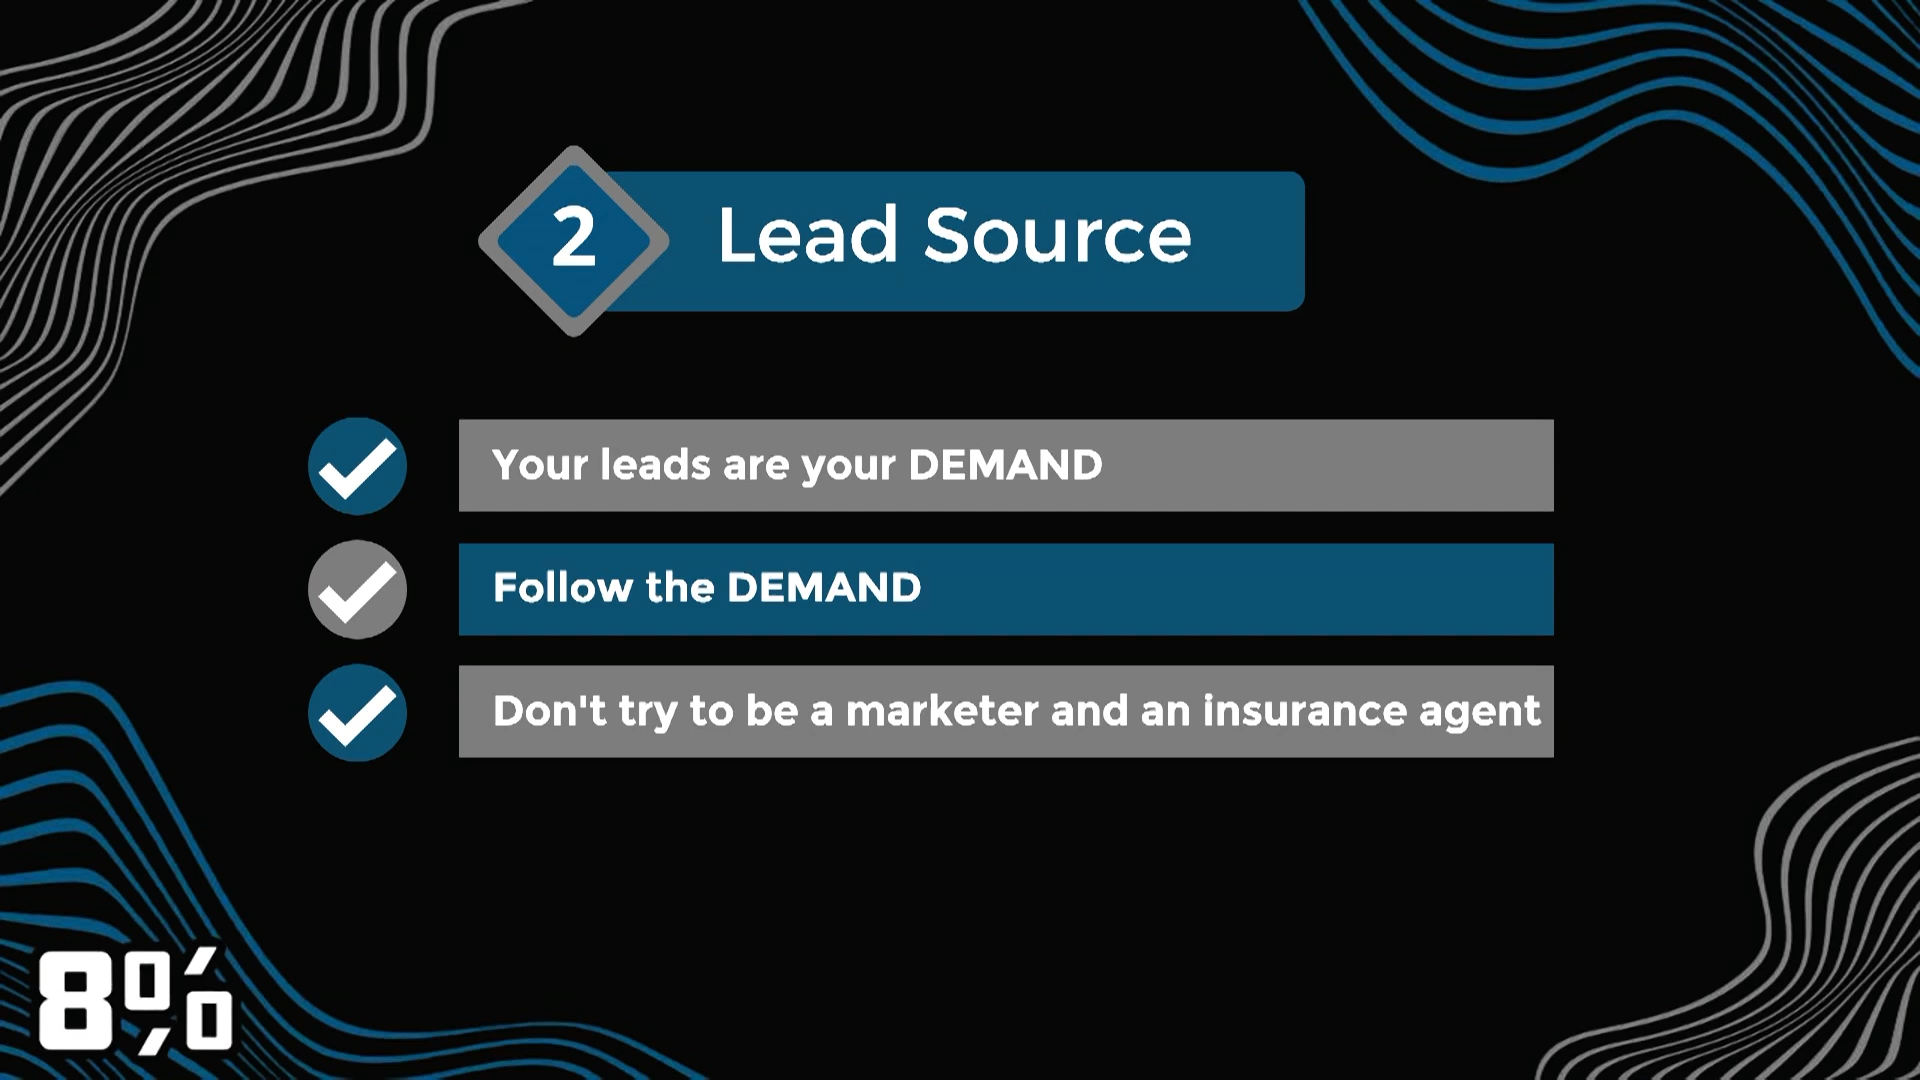 2
Lead Source
Your leads are your DEMAND
Follow the DEMAND
Don't try to be a marketer and an insurance agent
8%